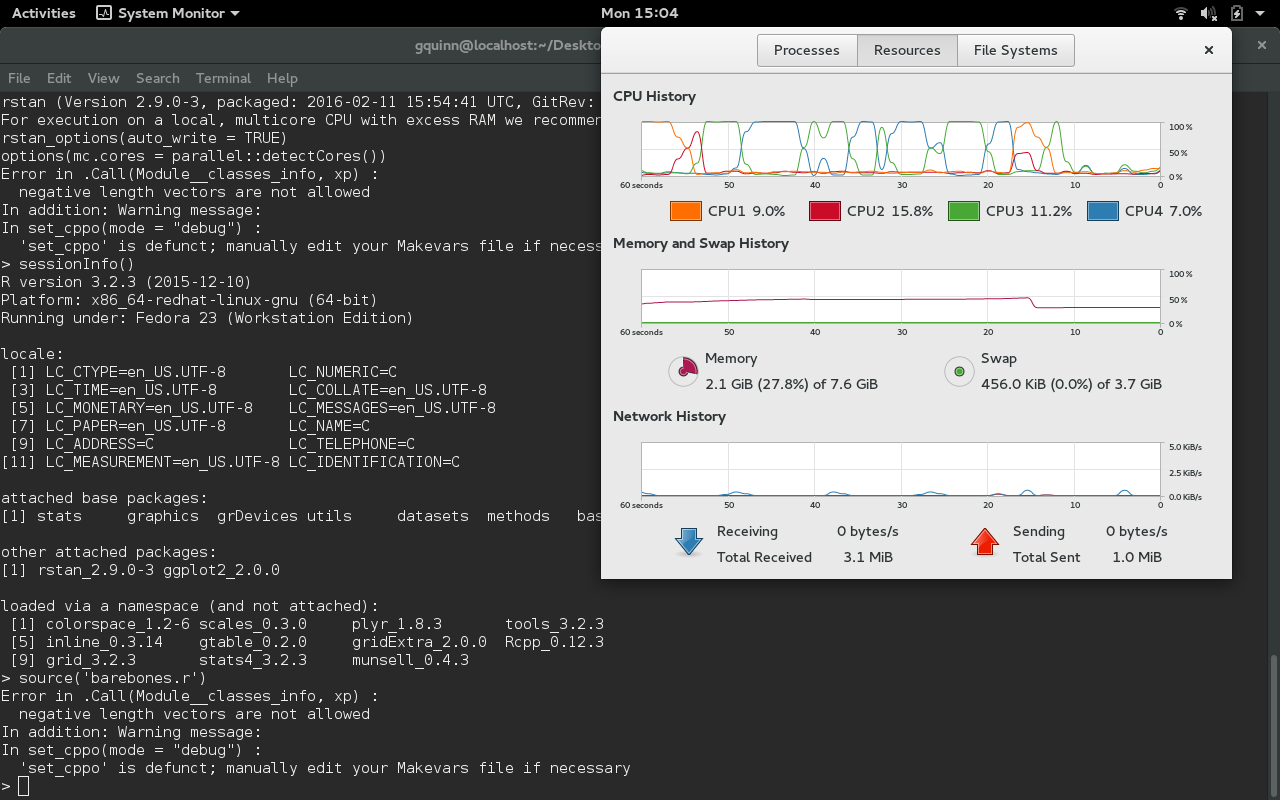 Activities System Monitor Mon 15:04
gquinn@localhost:~/Deskto
File Edit View Search Terminal Help
rstan (Version 2.9.0-3, packaged: 2016-02-11 15:54:41 UTC, GitRev:
For execution on a local, multicore CPU with excess RAM we recommen
rstan_options(auto_write = TRUE)
options(mc.cores = parallel::detectCores())
Error in .Call(Module__classes_info, xp) :
  negative length vectors are not allowed
In addition: Warning message:
In set_cppo(mode = "debug") :
  'set_cppo' is defunct; manually edit your Makevars file if necess
> sessionInfo()
R version 3.2.3 (2015-12-10)
Platform: x86_64-redhat-linux-gnu (64-bit)
Running under: Fedora 23 (Workstation Edition)
locale:
 [1] LC_CTYPE=en_US.UTF-8       LC_NUMERIC=C
 [3] LC_TIME=en_US.UTF-8        LC_COLLATE=en_US.UTF-8
 [5] LC_MONETARY=en_US.UTF-8    LC_MESSAGES=en_US.UTF-8
 [7] LC_PAPER=en_US.UTF-8       LC_NAME=C
 [9] LC_ADDRESS=C               LC_TELEPHONE=C
[11] LC_MEASUREMENT=en_US.UTF-8 LC_IDENTIFICATION=C
attached base packages:
[1] stats     graphics  grDevices utils     datasets  methods   bas
other attached packages:
[1] rstan_2.9.0-3 ggplot2_2.0.0
loaded via a namespace (and not attached):
 [1] colorspace_1.2-6 scales_0.3.0     plyr_1.8.3       tools_3.2.3
 [5] inline_0.3.14    gtable_0.2.0     gridExtra_2.0.0  Rcpp_0.12.3
 [9] grid_3.2.3       stats4_3.2.3     munsell_0.4.3
> source('barebones.r')
Error in .Call(Module__classes_info, xp) :
  negative length vectors are not allowed
In addition: Warning message:
In set_cppo(mode = "debug") :
  'set_cppo' is defunct; manually edit your Makevars file if necessary
>
Processes Resources File Systems
CPU History
100 %
50 %
0 %
60 seconds 50 40 30 20 10 0
CPU1 9.0% CPU2 15.8% CPU3 11.2% CPU4 7.0%
Memory and Swap History
100 %
50 %
0 %
60 seconds 50 40 30 20 10 0
Memory Swap
2.1 GiB (27.8%) of 7.6 GiB 456.0 KiB (0.0%) of 3.7 GiB
Network History
5.0 KiB/s
2.5 KiB/s
0.0 KiB/s
60 seconds 50 40 30 20 10 0
Receiving 0 bytes/s Sending 0 bytes/s
Total Received 3.1 MiB Total Sent 1.0 MiB